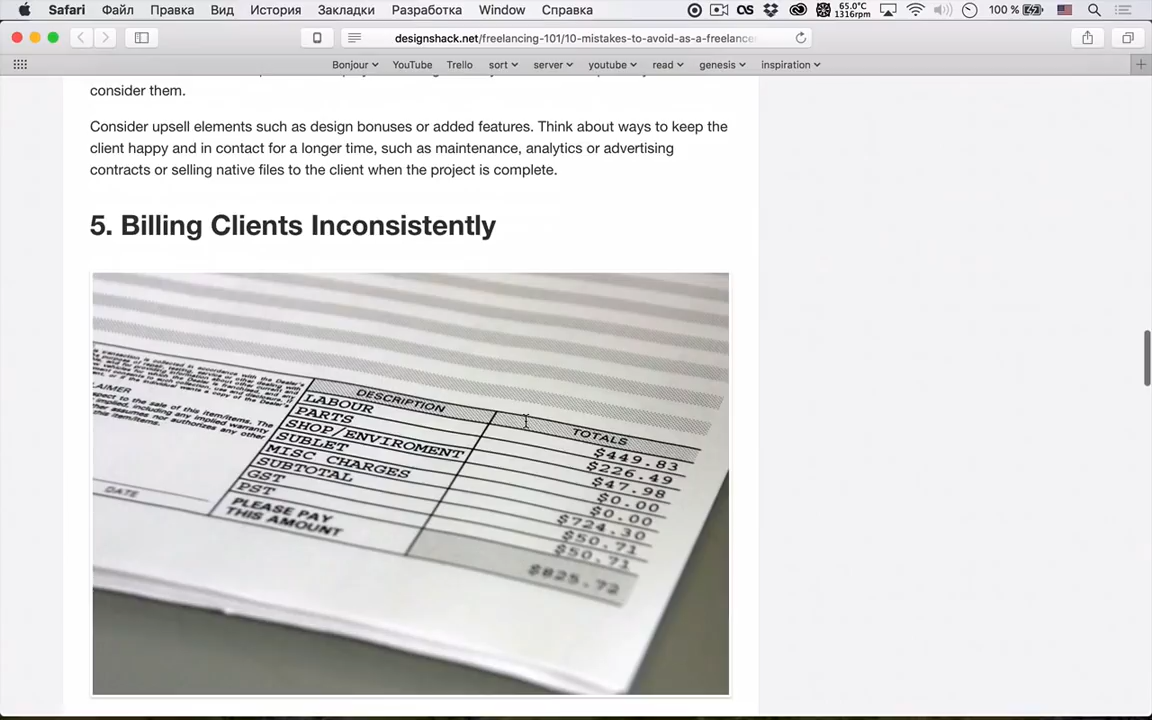 Safari Файл Правка Вид История Закладки Разработка Window Справка 65.0°C 1316rpm 100 %
designshack.net/freelancing-101/10-mistakes-to-avoid-as-a-freelance
Bonjour YouTube Trello sort server youtube read genesis inspiration
consider them.
Consider upsell elements such as design bonuses or added features. Think about ways to keep the
client happy and in contact for a longer time, such as maintenance, analytics or advertising
contracts or selling native files to the client when the project is complete.
5. Billing Clients Inconsistently
DESCRIPTION TOTALS
LABOUR $449.83
PARTS $226.49
SHOP/ENVIROMENT $47.98
SUBLET $0.00
MISC CHARGES $0.00
SUBTOTAL $724.30
GST $50.71
PST $50.71
PLEASE PAY
THIS AMOUNT $825.72
DATE